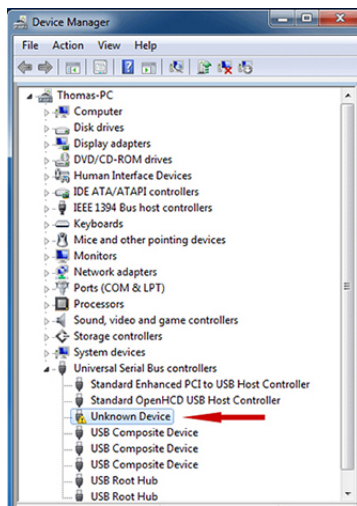 Device Manager
File Action View Help
Thomas-PC
Computer
Disk drives
Display adapters
DVD/CD-ROM drives
Human Interface Devices
IDE ATA/ATAPI controllers
IEEE 1394 Bus host controllers
Keyboards
Mice and other pointing devices
Monitors
Network adapters
Ports (COM & LPT)
Processors
Sound, video and game controllers
Storage controllers
System devices
Universal Serial Bus controllers
Standard Enhanced PCI to USB Host Controller
Standard OpenHCD USB Host Controller
Unknown Device
USB Composite Device
USB Composite Device
USB Composite Device
USB Root Hub
USB Root Hub